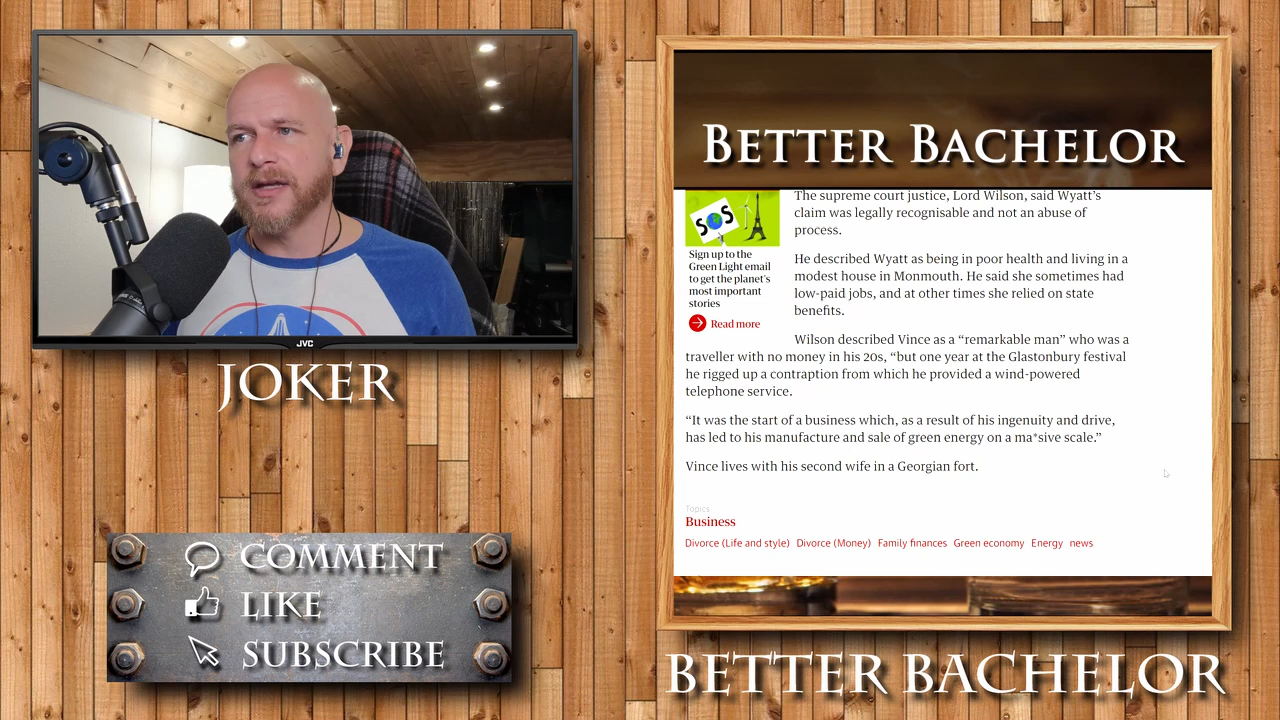 JVC
JOKER
COMMENT
LIKE
SUBSCRIBE
BETTER BACHELOR
SOS
Sign up to the
Green Light email
to get the planet's
most important
stories
Read more
The supreme court justice, Lord Wilson, said Wyatt's
claim was legally recognisable and not an abuse of
process.
He described Wyatt as being in poor health and living in a
modest house in Monmouth. He said she sometimes had
low-paid jobs, and at other times she relied on state
benefits.
Wilson described Vince as a “remarkable man” who was a
traveller with no money in his 20s, “but one year at the Glastonbury festival
he rigged up a contraption from which he provided a wind-powered
telephone service.
“It was the start of a business which, as a result of his ingenuity and drive,
has led to his manufacture and sale of green energy on a ma*sive scale.”
Vince lives with his second wife in a Georgian fort.
Topics
Business
Divorce (Life and style) Divorce (Money) Family finances Green economy Energy news
BETTER BACHELOR